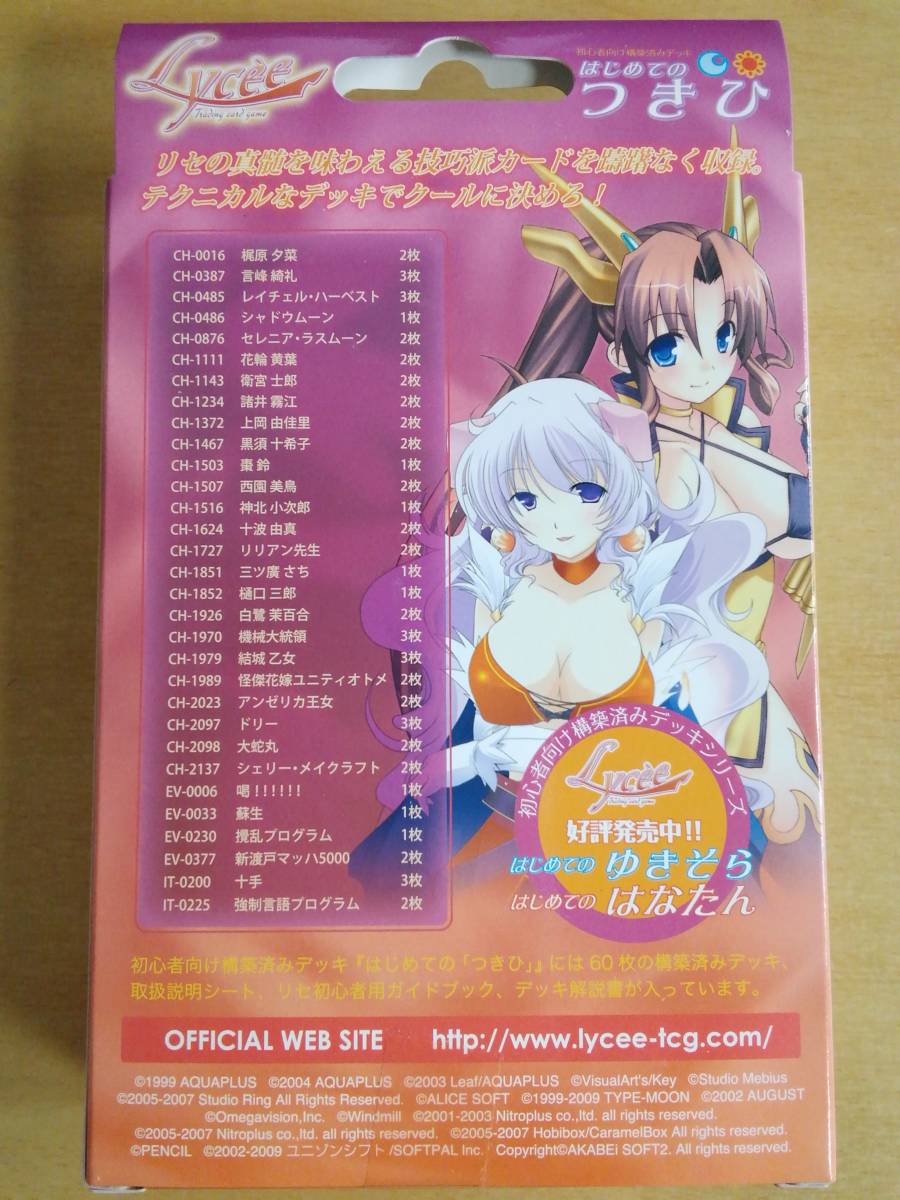 Lycèe
Trading card game
初心者向け構築済みデッキ
はじめての
つきひ
リセの真髄を味わえる技巧派カードを躊躇なく収録。
テクニカルなデッキでクールに決めろ！
CH-0016 梶原 夕菜 2枚
CH-0387 言峰 綺礼 3枚
CH-0485 レイチェル・ハーベスト 3枚
CH-0486 シャドウムーン 1枚
CH-0876 セレニア・ラスムーン 2枚
CH-1111 花輪 黄葉 2枚
CH-1143 衛宮 士郎 2枚
CH-1234 諸井 霧江 2枚
CH-1372 上岡 由佳里 2枚
CH-1467 黒須 十希子 2枚
CH-1503 棗 鈴 1枚
CH-1507 西園 美鳥 2枚
CH-1516 神北 小次郎 1枚
CH-1624 十波 由真 2枚
CH-1727 リリアン先生 2枚
CH-1851 三ツ廣 さち 1枚
CH-1852 樋口 三郎 1枚
CH-1926 白鷺 茉百合 2枚
CH-1970 機械大統領 3枚
CH-1979 結城 乙女 3枚
CH-1989 怪傑花嫁ユニティオトメ 2枚
CH-2023 アンゼリカ王女 2枚
CH-2097 ドリー 3枚
CH-2098 大蛇丸 2枚
CH-2137 シェリー・メイクラフト 2枚
EV-0006 喝！！！！！！ 1枚
EV-0033 蘇生 1枚
EV-0230 攪乱プログラム 1枚
EV-0377 新渡戸マッハ5000 2枚
IT-0200 十手 3枚
IT-0225 強制言語プログラム 2枚
初心者向け構築済みデッキシリーズ
Lycèe
Trading card game
好評発売中!!
はじめての ゆきそら
はじめての はなたん
初心者向け構築済みデッキ『はじめての「つきひ」』には60枚の構築済みデッキ、
取扱説明シート、リセ初心者用ガイドブック、デッキ解説書が入っています。
OFFICIAL WEB SITE http://www.lycee-tcg.com/
©1999 AQUAPLUS ©2004 AQUAPLUS ©2003 Leaf/AQUAPLUS ©VisualArt's/Key ©Studio Mebius
©2005-2007 Studio Ring All Rights Reserved. ©ALICE SOFT ©1999-2009 TYPE-MOON ©2002 AUGUST
©Omegavision,Inc. ©Windmill ©2001-2003 Nitroplus co.,ltd. all rights reserved.
©2005-2007 Nitroplus co.,ltd. all rights reserved. ©2005-2007 Hobibox/CaramelBox All rights reserved.
©PENCIL ©2002-2009 ユニゾンシフト/SOFTPAL Inc. Copyright©AKABEi SOFT2. All rights reserved.